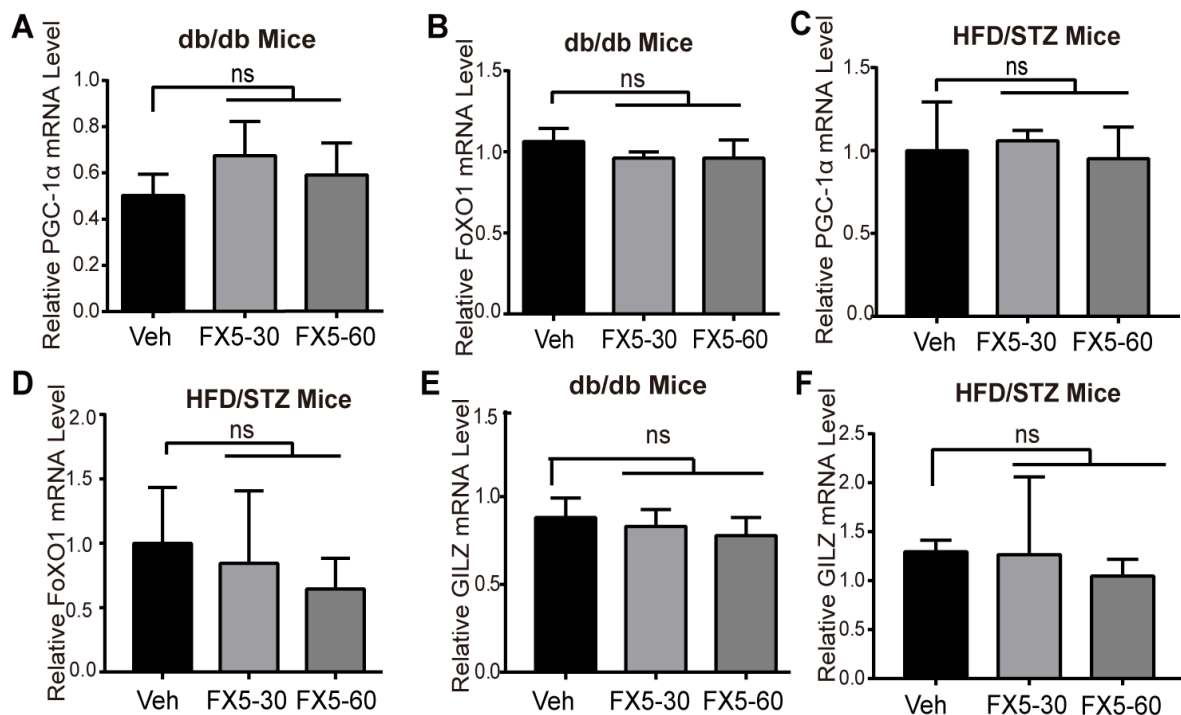 A
db/db Mice
ns
Relative PGC-1α mRNA Level
1.0
0.8
0.6
0.4
0.2
0.0
Veh FX5-30 FX5-60
B
db/db Mice
ns
Relative FoXO1 mRNA Level
1.5
1.0
0.5
0.0
Veh FX5-30 FX5-60
C
HFD/STZ Mice
ns
Relative PGC-1α mRNA Level
1.5
1.0
0.5
0.0
Veh FX5-30 FX5-60
D
HFD/STZ Mice
ns
Relative FoXO1 mRNA Level
2.0
1.5
1.0
0.5
0.0
Veh FX5-30 FX5-60
E
db/db Mice
ns
Relative GILZ mRNA Level
1.5
1.0
0.5
0.0
Veh FX5-30 FX5-60
F
HFD/STZ Mice
ns
Relative GILZ mRNA Level
2.5
2.0
1.5
1.0
0.5
0.0
Veh FX5-30 FX5-60